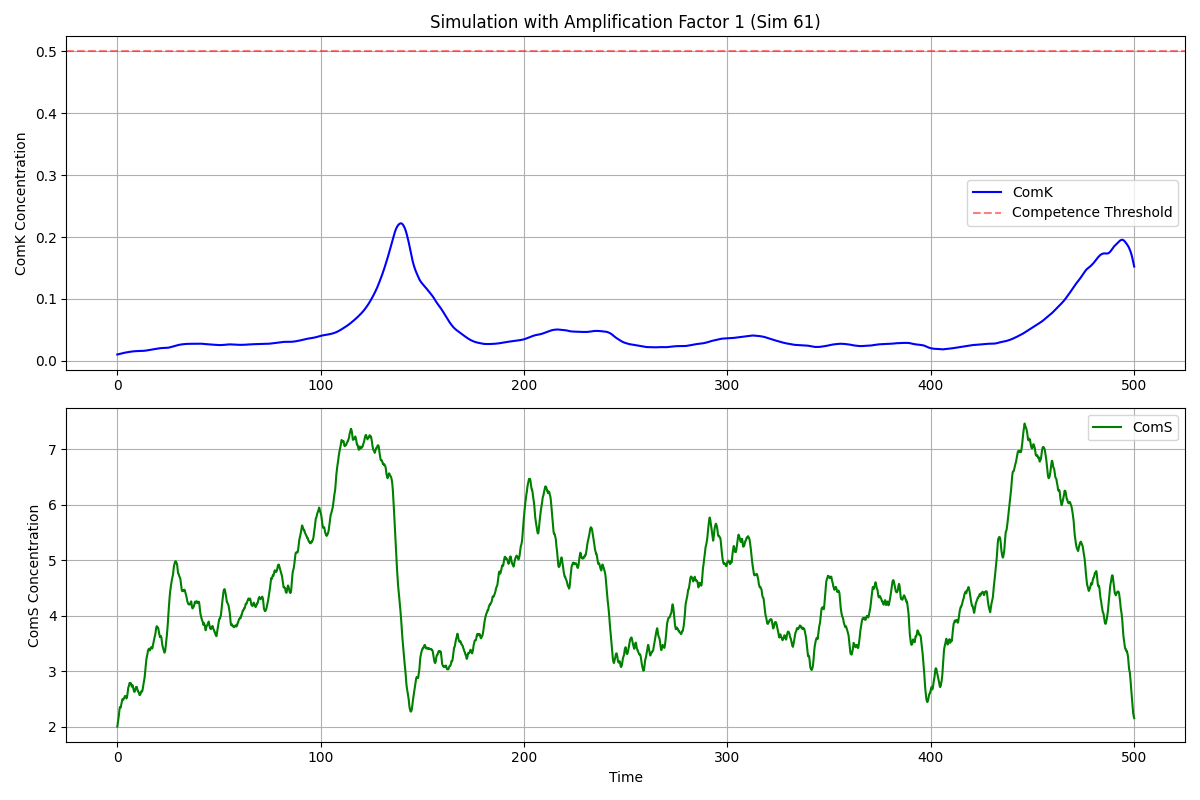 Simulation with Amplification Factor 1 (Sim 61)
ComK Concentration
0.5
0.4
0.3
0.2
0.1
0.0
ComK
Competence Threshold
0 100 200 300 400 500
ComS Concentration
7
6
5
4
3
2
ComS
0 100 200 300 400 500
Time